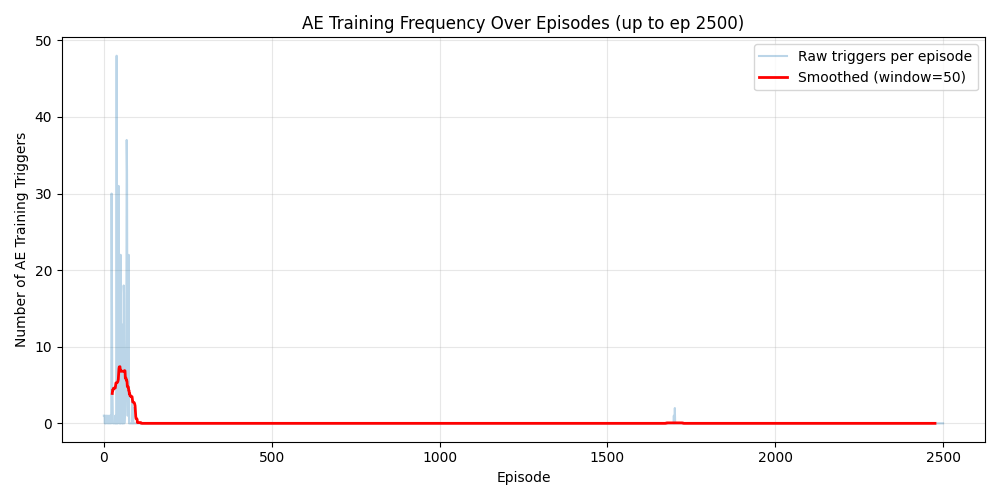 AE Training Frequency Over Episodes (up to ep 2500)
Raw triggers per episode
Smoothed (window=50)
Number of AE Training Triggers
50
40
30
20
10
0
0 500 1000 1500 2000 2500
Episode